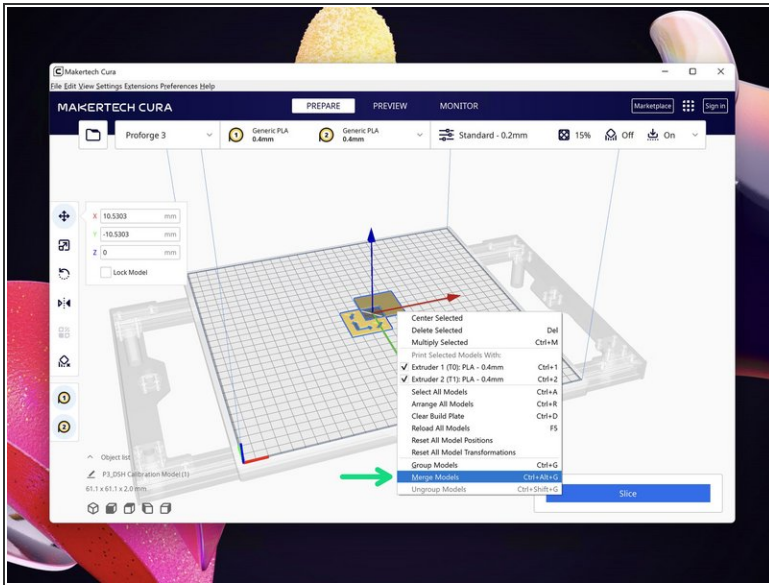 Makertech Cura
File Edit View Settings Extensions Preferences Help
MAKERTECH CURA
PREPARE
PREVIEW
MONITOR
Marketplace
Sign in
Proforge 3
1
Generic PLA
0.4mm
2
Generic PLA
0.4mm
Standard - 0.2mm
15%
Off
On
X 10.5303 mm
Y -10.5303 mm
Z 0 mm
Lock Model
Center Selected
Delete Selected Del
Multiply Selected Ctrl+M
Print Selected Models With:
Extruder 1 (T0): PLA - 0.4mm Ctrl+1
Extruder 2 (T1): PLA - 0.4mm Ctrl+2
Select All Models Ctrl+A
Arrange All Models Ctrl+R
Clear Build Plate Ctrl+D
Reload All Models F5
Reset All Model Positions
Reset All Model Transformations
Group Models Ctrl+G
Merge Models Ctrl+Alt+G
Ungroup Models Ctrl+Shift+G
1
2
Object list
P3_DSH Calibration Model (1)
61.1 x 61.1 x 2.0 mm
Slice